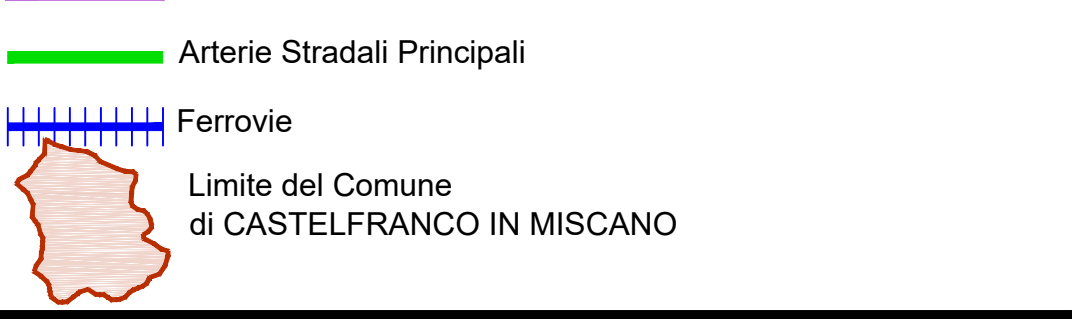 Arterie Stradali Principali
Ferrovie
Limite del Comune
di CASTELFRANCO IN MISCANO